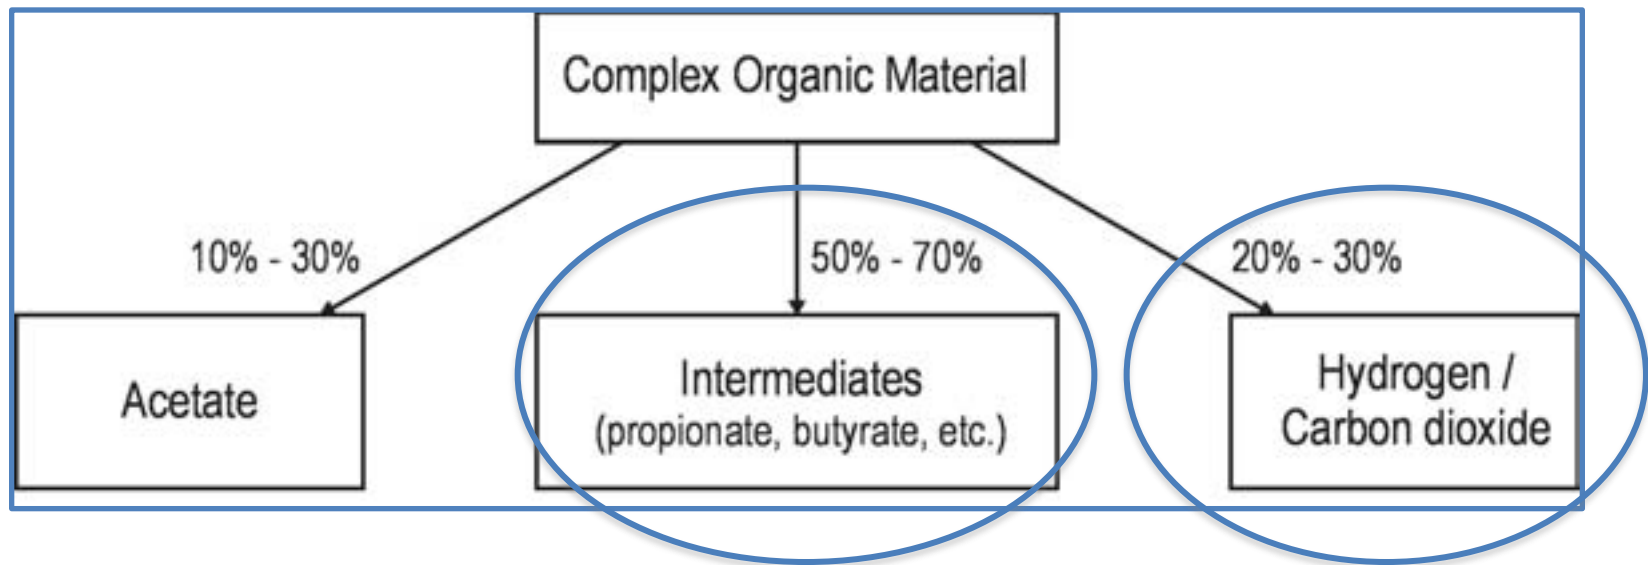 Complex Organic Material
10% - 30%
50% - 70%
20% - 30%
Acetate
Intermediates
(propionate, butyrate, etc.)
Hydrogen /
Carbon dioxide